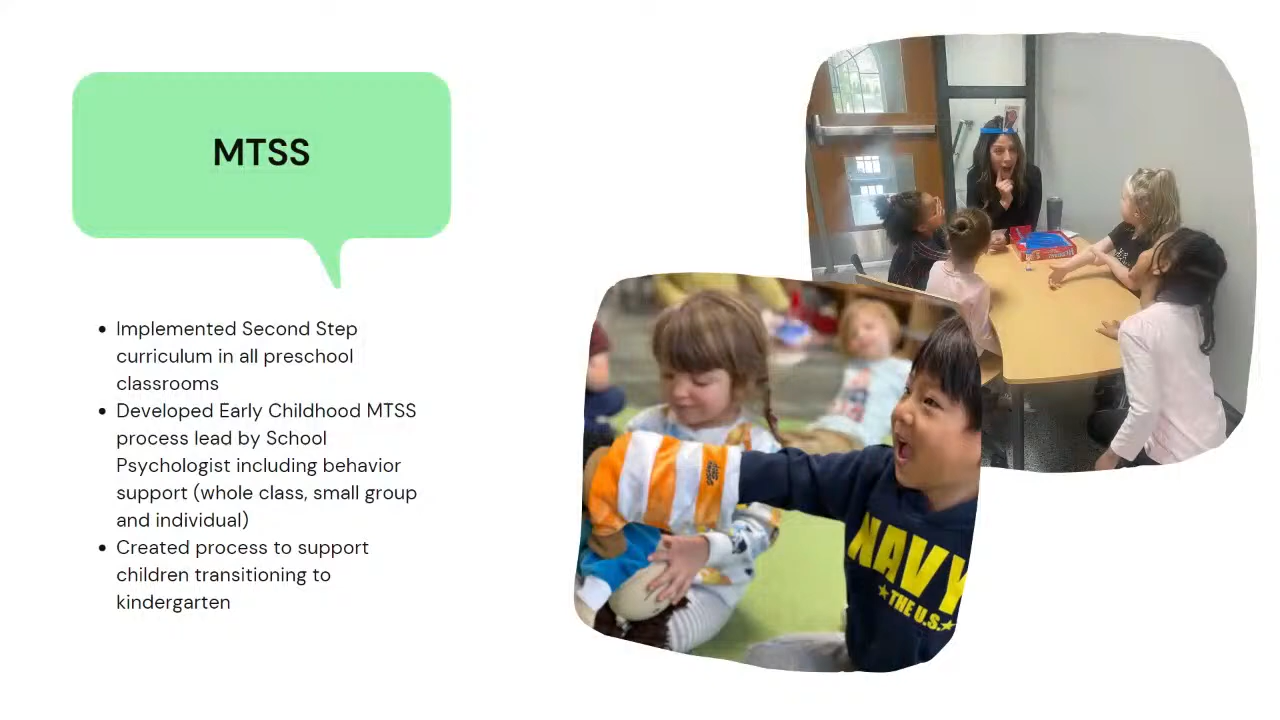 MTSS
• Implemented Second Step
curriculum in all preschool
classrooms
• Developed Early Childhood MTSS
process lead by School
Psychologist including behavior
support (whole class, small group
and individual)
• Created process to support
children transitioning to
kindergarten
NAVY
★THE U.S.★